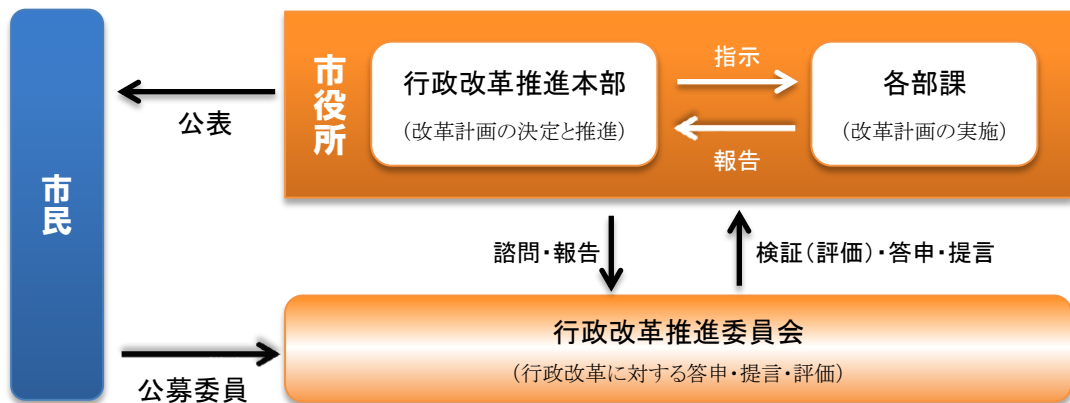 市民
公表
市役所
行政改革推進本部
(改革計画の決定と推進)
指示
報告
各部課
(改革計画の実施)
諮問・報告
検証(評価)・答申・提言
公募委員
行政改革推進委員会
(行政改革に対する答申・提言・評価)